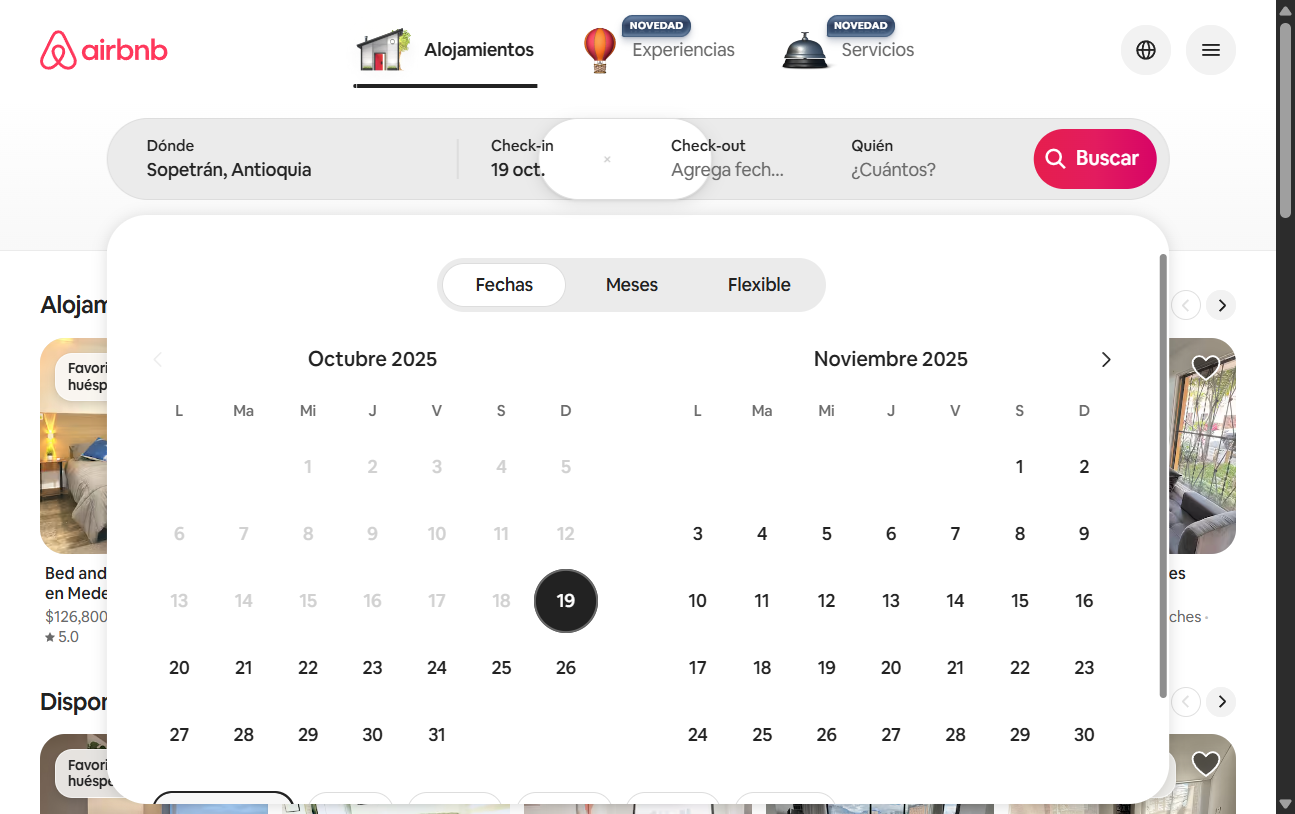 airbnb
Alojamientos
NOVEDAD
Experiencias
NOVEDAD
Servicios
Dónde
Sopetrán, Antioquia
Check-in
19 oct.
×
Check-out
Agrega fech...
Quién
¿Cuántos?
Buscar
Fechas
Meses
Flexible
Octubre 2025
L Ma Mi J V S D
1 2 3 4 5
6 7 8 9 10 11 12
13 14 15 16 17 18 19
20 21 22 23 24 25 26
27 28 29 30 31
Noviembre 2025
L Ma Mi J V S D
1 2
3 4 5 6 7 8 9
10 11 12 13 14 15 16
17 18 19 20 21 22 23
24 25 26 27 28 29 30
Alojam
Favori
huésp
Bed and
en Mede
$126,800
★ 5.0
es
ches ·
Dispon
Favori
huéspe